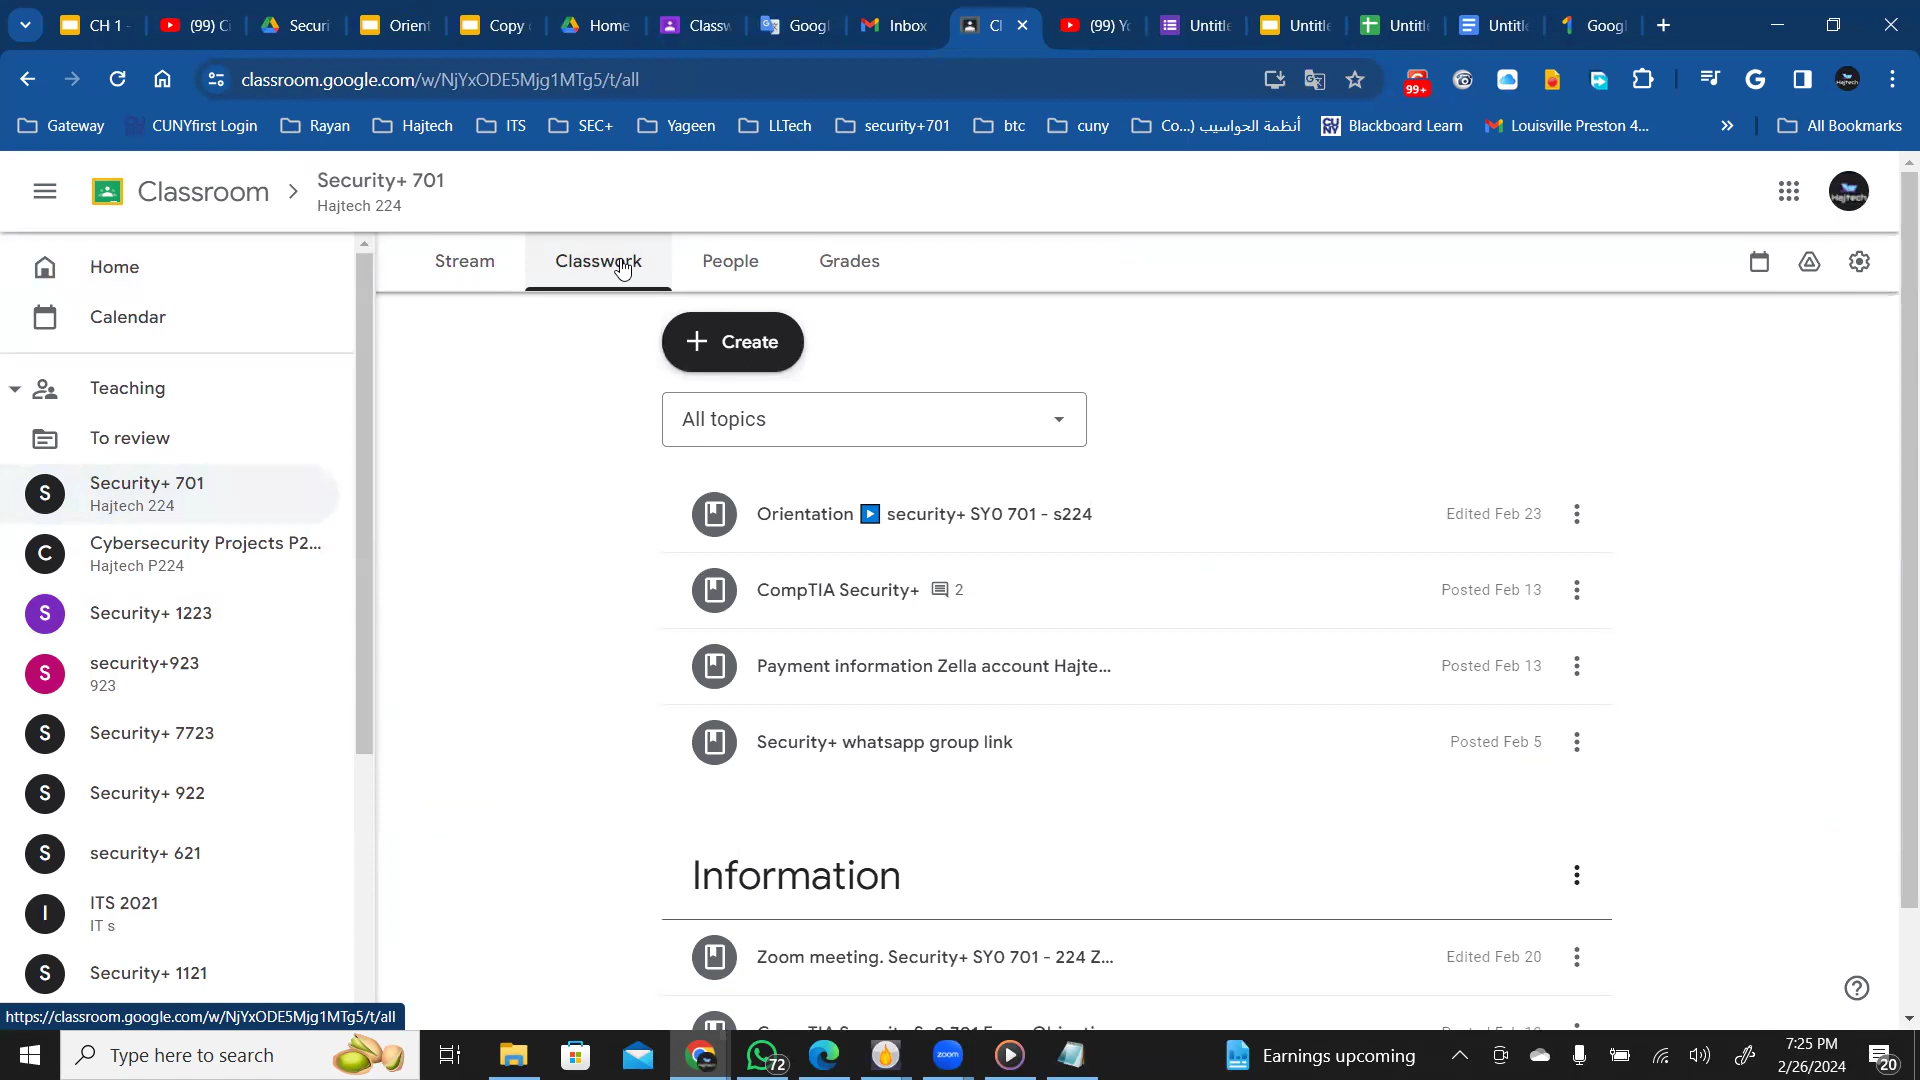 CH 1 -
(99) C
Securi
Orient
Copy
Home
Classw
Googl
Inbox
Cl
(99) Yo
Untitle
Untitle
Untitle
Untitle
Googl
classroom.google.com/w/NjYxODE5Mjg1MTg5/t/all
99+
Gateway
CUNYfirst Login
Rayan
Hajtech
ITS
SEC+
Yageen
LLTech
security+701
btc
cuny
أنظمة الحواسيب (...Co
Blackboard Learn
Louisville Preston 4...
All Bookmarks
Classroom
Security+ 701
Hajtech 224
Home
Calendar
Teaching
To review
S
Security+ 701
Hajtech 224
C
Cybersecurity Projects P2...
Hajtech P224
S
Security+ 1223
S
security+923
923
S
Security+ 7723
S
Security+ 922
S
security+ 621
I
ITS 2021
IT s
S
Security+ 1121
https://classroom.google.com/w/NjYxODE5Mjg1MTg5/t/all
Stream
Classwork
People
Grades
Create
All topics
Orientation ▶ security+ SY0 701 - s224
Edited Feb 23
CompTIA Security+ 2
Posted Feb 13
Payment information Zella account Hajte...
Posted Feb 13
Security+ whatsapp group link
Posted Feb 5
Information
Zoom meeting. Security+ SY0 701 - 224 Z...
Edited Feb 20
Type here to search
72
zoom
Earnings upcoming
7:25 PM
2/26/2024
20